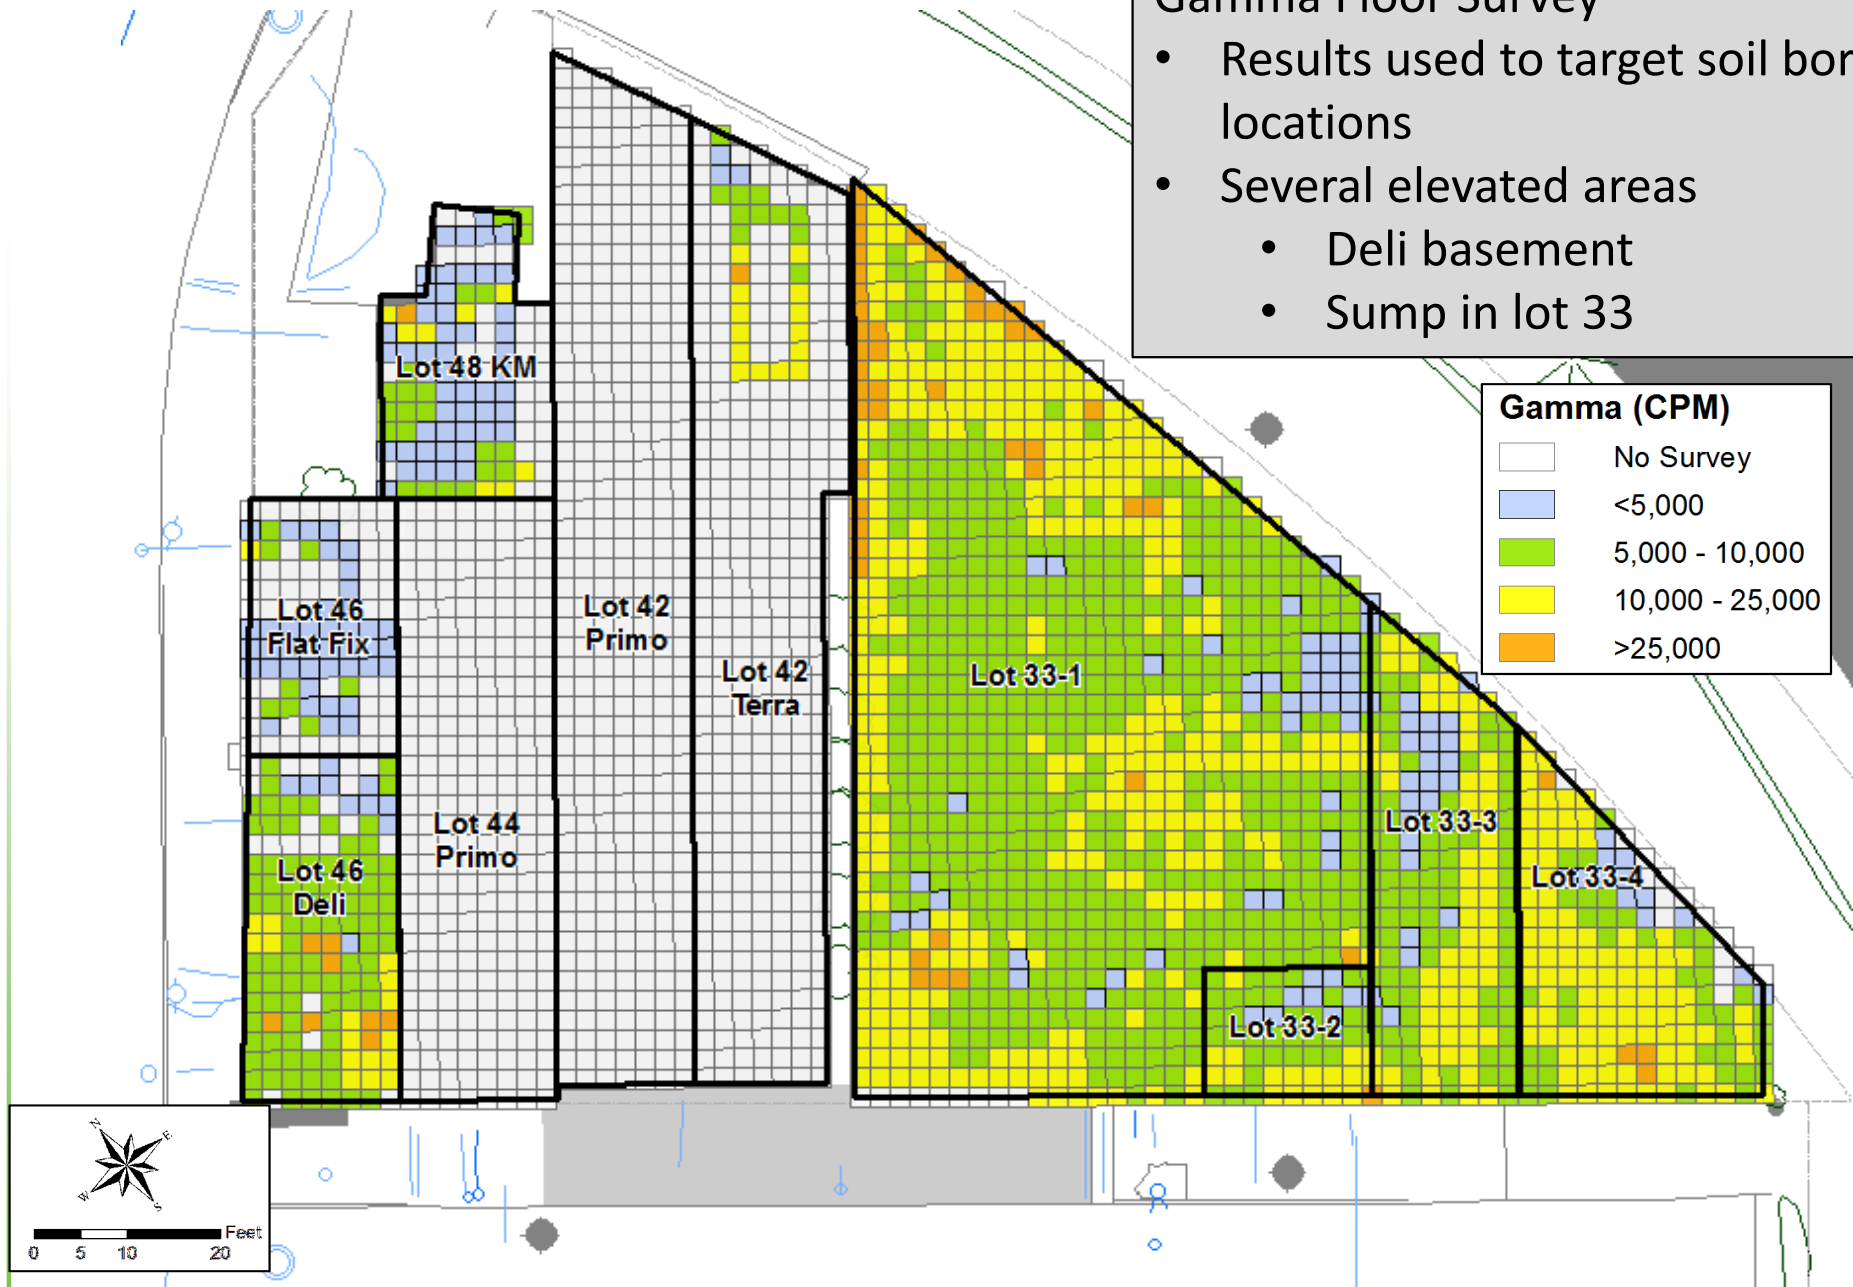 Gamma Floor Survey
• Results used to target soil bor
locations
• Several elevated areas
• Deli basement
• Sump in lot 33
Gamma (CPM)
No Survey
<5,000
5,000 - 10,000
10,000 - 25,000
>25,000
Lot 48 KM
Lot 46
Flat Fix
Lot 42
Primo
Lot 42
Terra
Lot 33-1
Lot 44
Primo
Lot 46
Deli
Lot 33-3
Lot 33-4
Lot 33-2
N
E
W
S
Feet
0 5 10 20